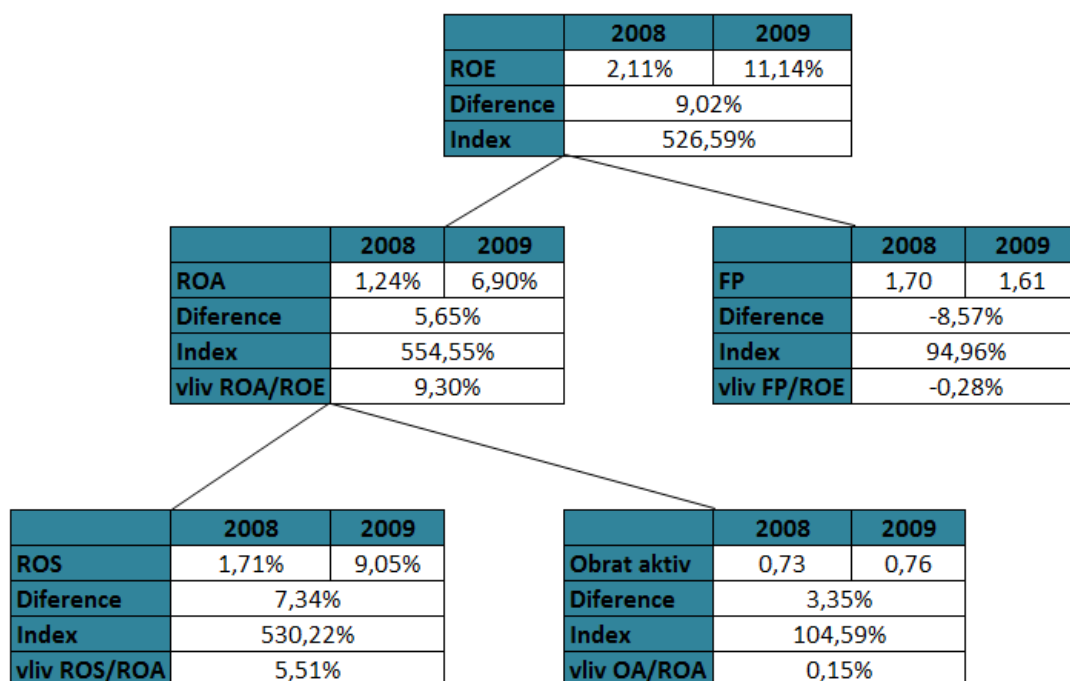 2008 2009
ROE 2,11% 11,14%
Diference 9,02%
Index 526,59%
2008 2009
ROA 1,24% 6,90%
Diference 5,65%
Index 554,55%
vliv ROA/ROE 9,30%
2008 2009
FP 1,70 1,61
Diference -8,57%
Index 94,96%
vliv FP/ROE -0,28%
2008 2009
ROS 1,71% 9,05%
Diference 7,34%
Index 530,22%
vliv ROS/ROA 5,51%
2008 2009
Obrat aktiv 0,73 0,76
Diference 3,35%
Index 104,59%
vliv OA/ROA 0,15%